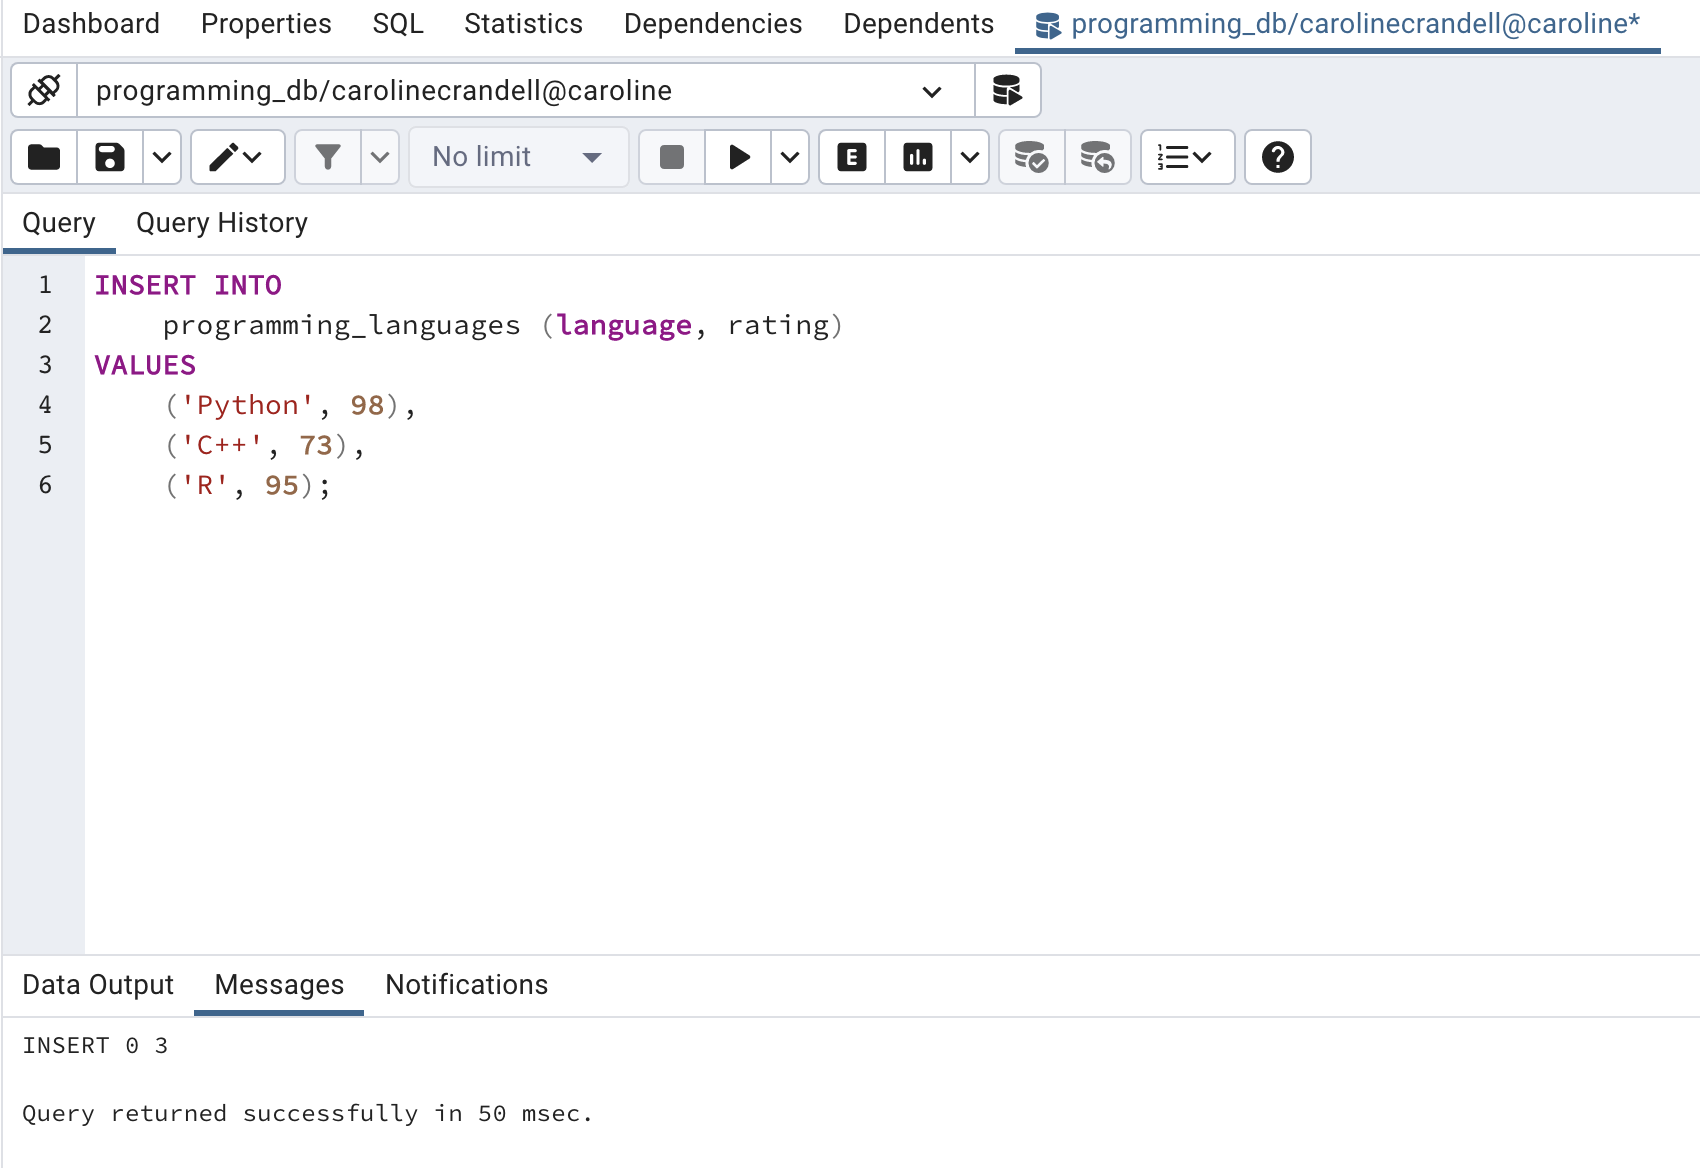 Dashboard Properties SQL Statistics Dependencies Dependents programming_db/carolinecrandell@caroline*
programming_db/carolinecrandell@caroline
No limit E
Query Query History
1 INSERT INTO
2 programming_languages (language, rating)
3 VALUES
4 ('Python', 98),
5 ('C++', 73),
6 ('R', 95);
Data Output Messages Notifications
INSERT 0 3
Query returned successfully in 50 msec.